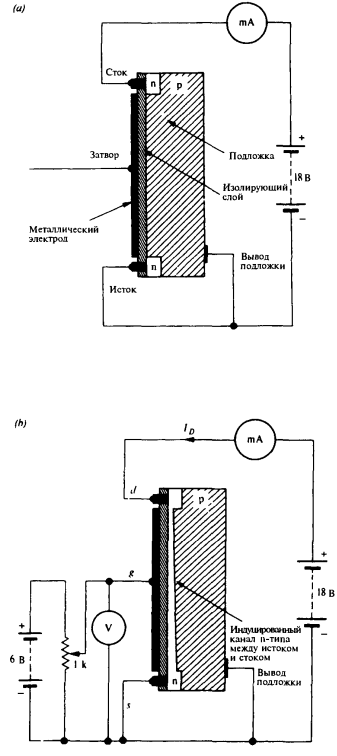 (a)
mA
Сток
n
p
+
Затвор
Подложка
Изолирующий
слой
18 В
Металлический
электрод
−
n
Вывод
подложки
Исток
(h)
I_D
mA
d
p
+
g
18 В
V
Индуцированный
канал n-типа
между истоком
и стоком
+
6 В
1 k
−
−
n
Вывод
подложки
s